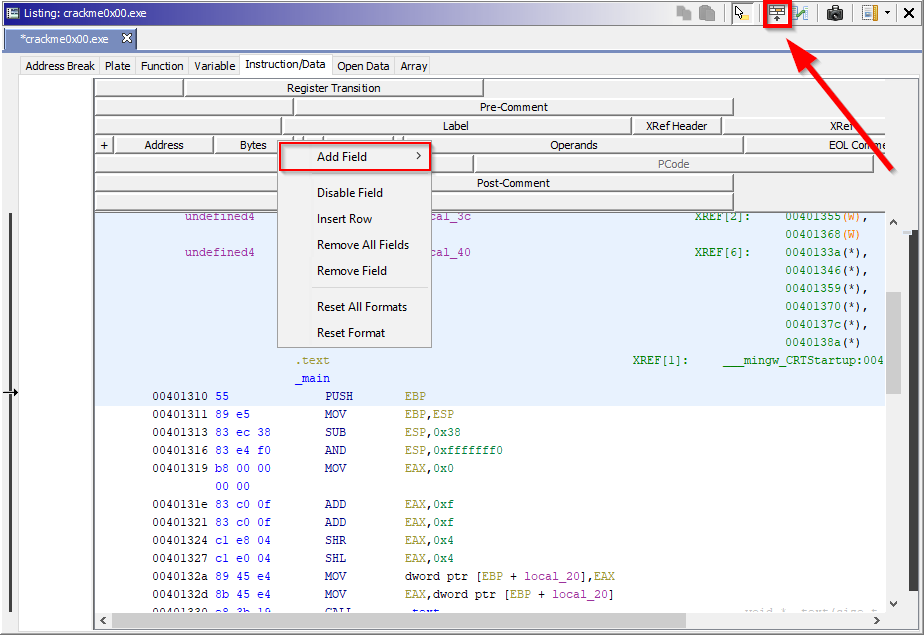 Listing: crackme0x00.exe
*crackme0x00.exe
Address Break Plate Function Variable Instruction/Data Open Data Array
Register Transition
Pre-Comment
Label XRef Header XRef
+ Address Bytes Operands EOL Comme
Add Field
PCode
Post-Comment
Disable Field
Insert Row
Remove All Fields
Remove Field
Reset All Formats
Reset Format
undefined4 cal_3c XREF[2]: 00401355(W),
00401368(W)
undefined4 cal_40 XREF[6]: 0040133a(*),
00401346(*),
00401359(*),
00401370(*),
0040137c(*),
0040138a(*)
.text XREF[1]: ___mingw_CRTStartup:004
_main
00401310 55 PUSH EBP
00401311 89 e5 MOV EBP,ESP
00401313 83 ec 38 SUB ESP,0x38
00401316 83 e4 f0 AND ESP,0xfffffff0
00401319 b8 00 00 MOV EAX,0x0
00 00
0040131e 83 c0 0f ADD EAX,0xf
00401321 83 c0 0f ADD EAX,0xf
00401324 c1 e8 04 SHR EAX,0x4
00401327 c1 e0 04 SHL EAX,0x4
0040132a 89 45 e4 MOV dword ptr [EBP + local_20],EAX
0040132d 8b 45 e4 MOV EAX,dword ptr [EBP + local_20]
00401330 e8 3b 19 CALL .text